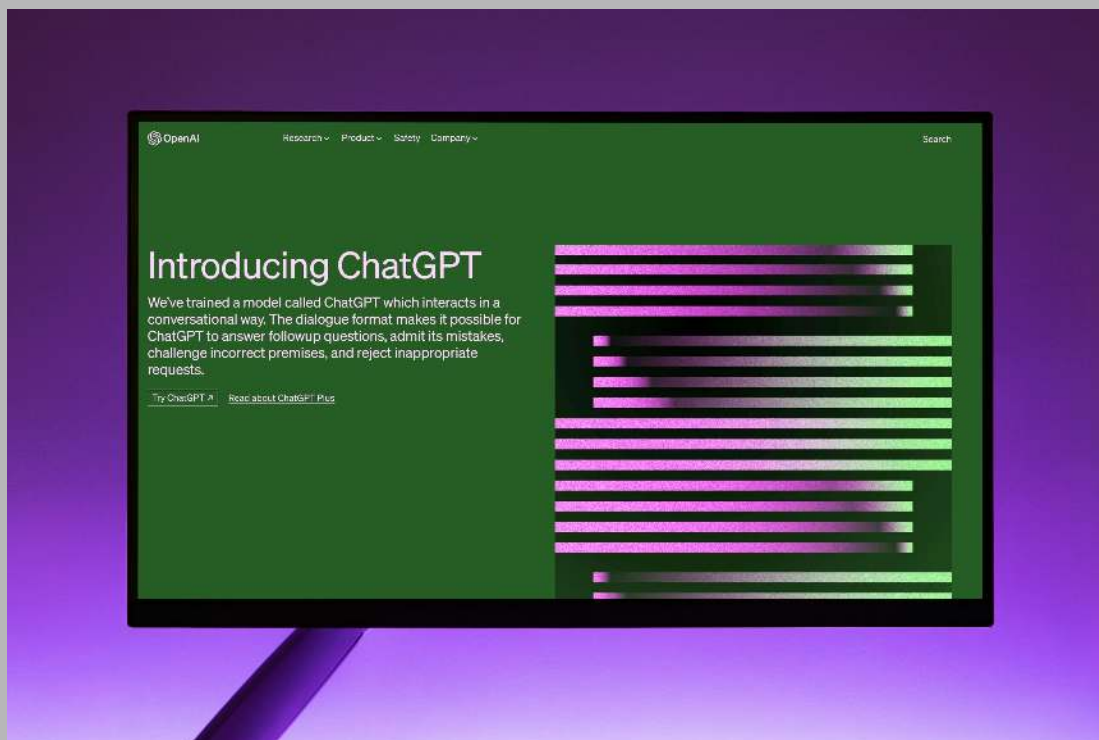 OpenAI Research Product Safety Company Search
Introducing ChatGPT
We've trained a model called ChatGPT which interacts in a
conversational way. The dialogue format makes it possible for
ChatGPT to answer followup questions, admit its mistakes,
challenge incorrect premises, and reject inappropriate
requests.
Try ChatGPT ↗ Read about ChatGPT Plus